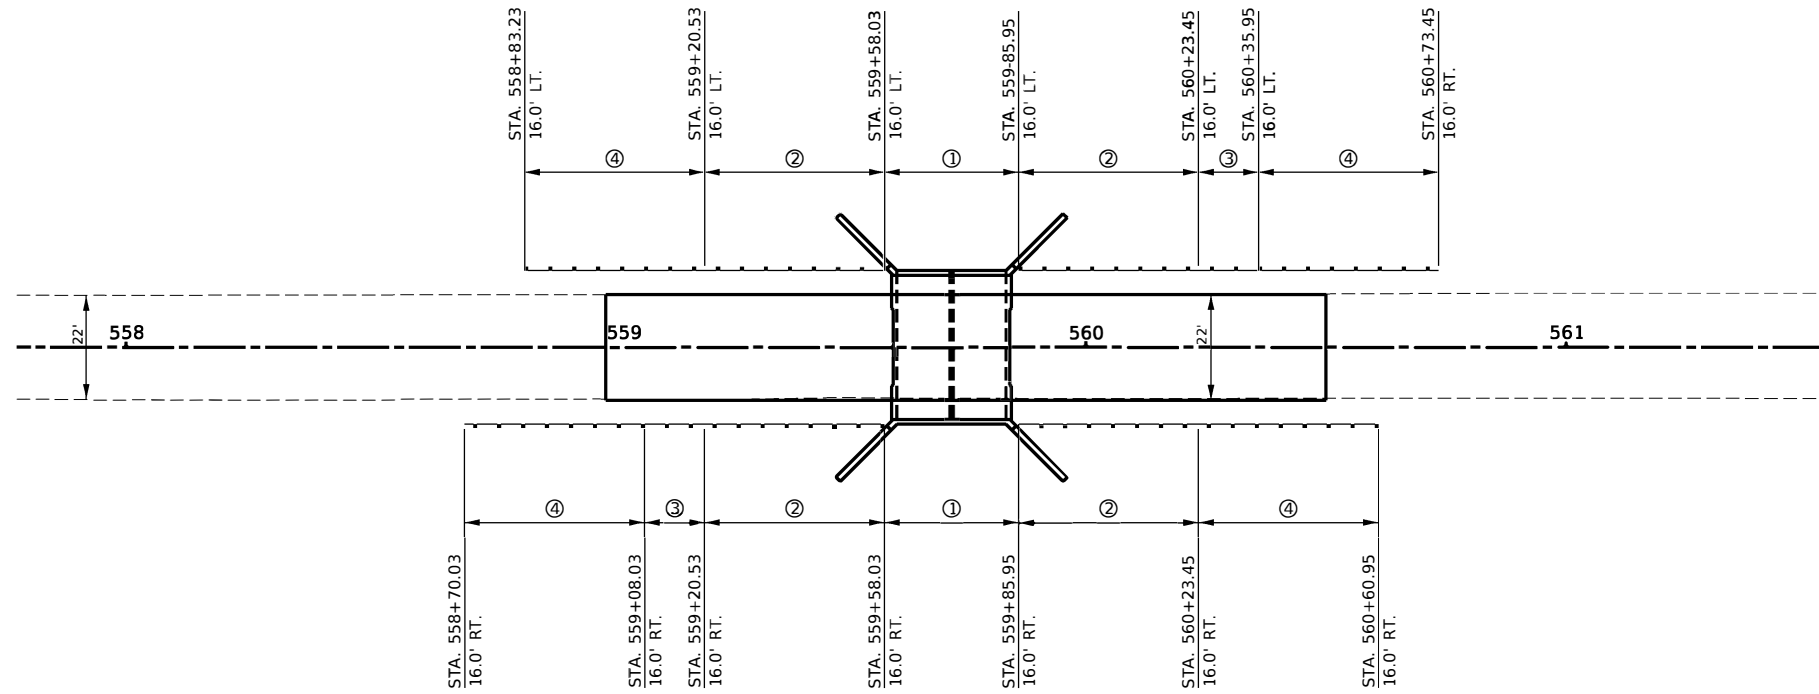 STA. 558+83.23
16.0' LT.
STA. 559+20.53
16.0' LT.
STA. 559+58.03
16.0' LT.
STA. 559-85.95
16.0' LT.
STA. 560+23.45
16.0' LT.
STA. 560+35.95
16.0' LT.
STA. 560+73.45
16.0' RT.
④
②
①
②
③
④
22'
558
559
560
22'
561
④
③
②
①
②
④
STA. 558+70.03
16.0' RT.
STA. 559+08.03
16.0' RT.
STA. 559+20.53
16.0' RT.
STA. 559+58.03
16.0' RT.
STA. 559+85.95
16.0' RT.
STA. 560+23.45
16.0' RT.
STA. 560+60.95
16.0' RT.